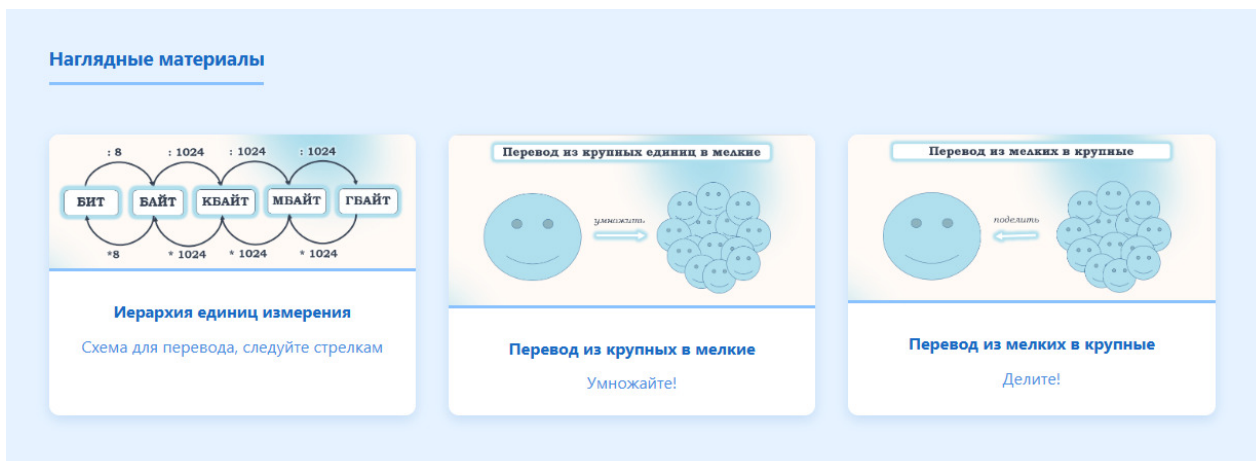 Наглядные материалы
: 8 : 1024 : 1024 : 1024
БИТ БАЙТ КБАЙТ МБАЙТ ГБАЙТ
*8 * 1024 * 1024 * 1024
Иерархия единиц измерения
Схема для перевода, следуйте стрелкам
Перевод из крупных единиц в мелкие
умножить
Перевод из крупных в мелкие
Умножайте!
Перевод из мелких в крупные
поделить
Перевод из мелких в крупные
Делите!